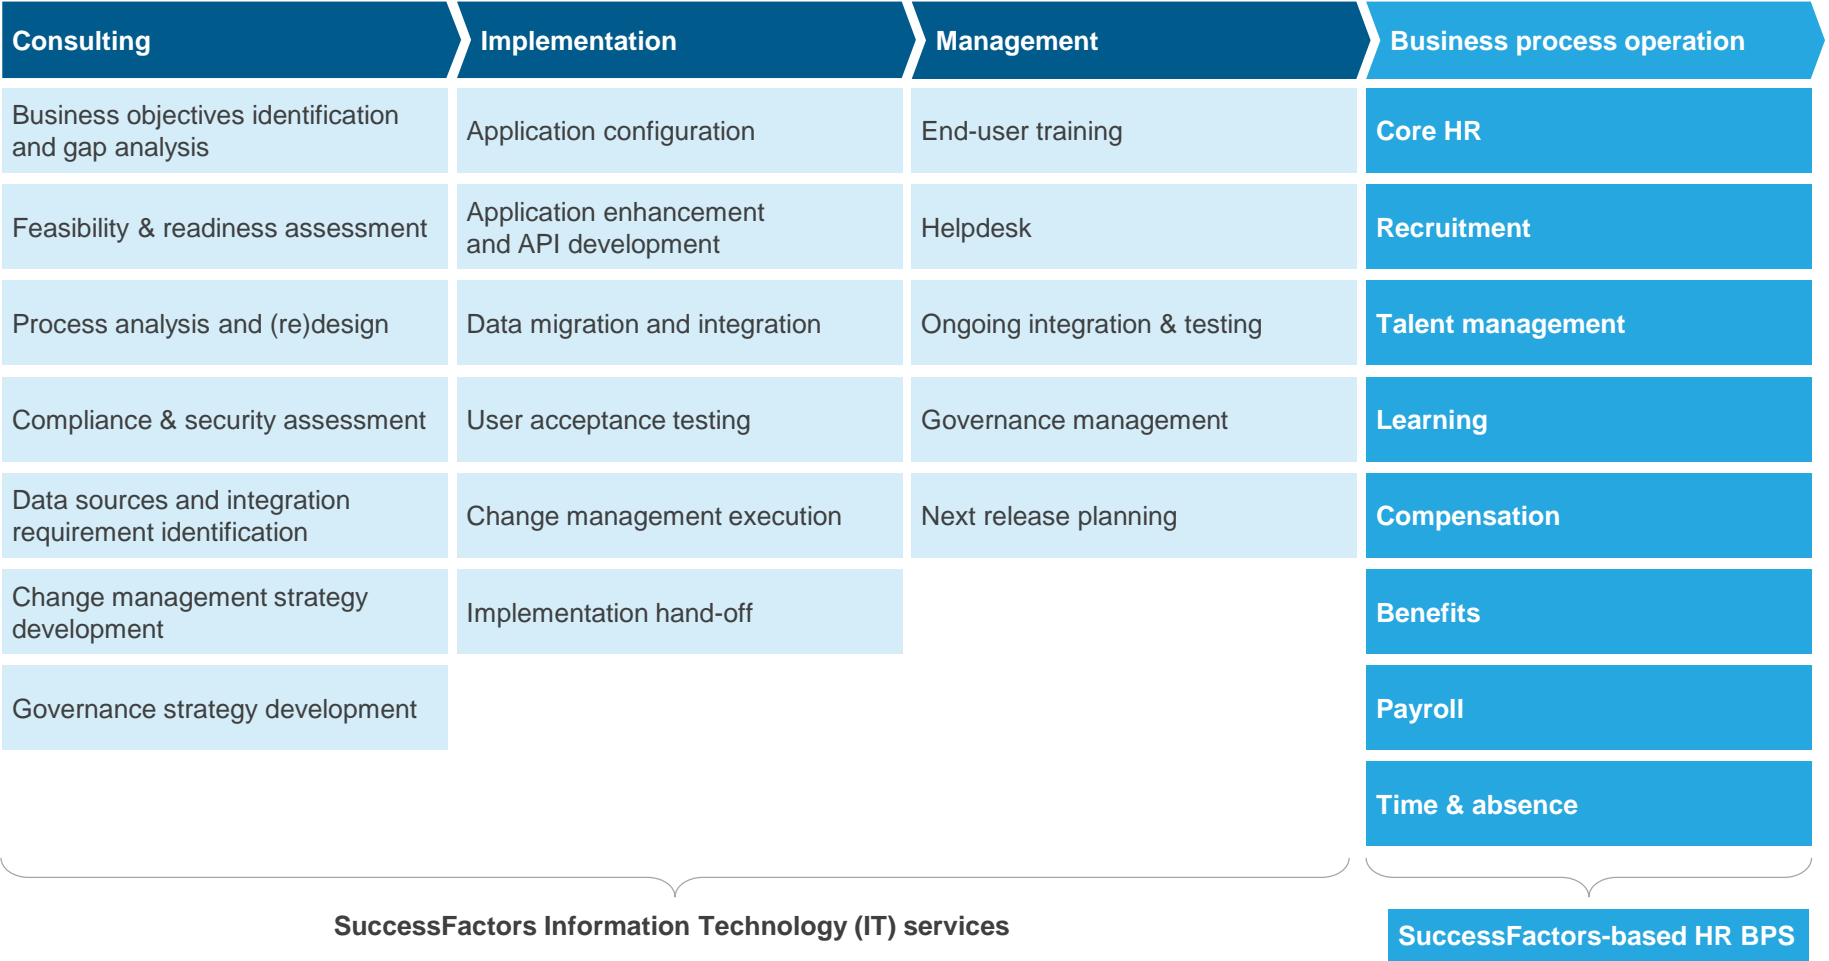 Consulting
Implementation
Management
Business process operation
Business objectives identification
and gap analysis
Application configuration
End-user training
Core HR
Feasibility & readiness assessment
Application enhancement
and API development
Helpdesk
Recruitment
Process analysis and (re)design
Data migration and integration
Ongoing integration & testing
Talent management
Compliance & security assessment
User acceptance testing
Governance management
Learning
Data sources and integration
requirement identification
Change management execution
Next release planning
Compensation
Change management strategy
development
Implementation hand-off
Benefits
Governance strategy development
Payroll
Time & absence
SuccessFactors Information Technology (IT) services
SuccessFactors-based HR BPS